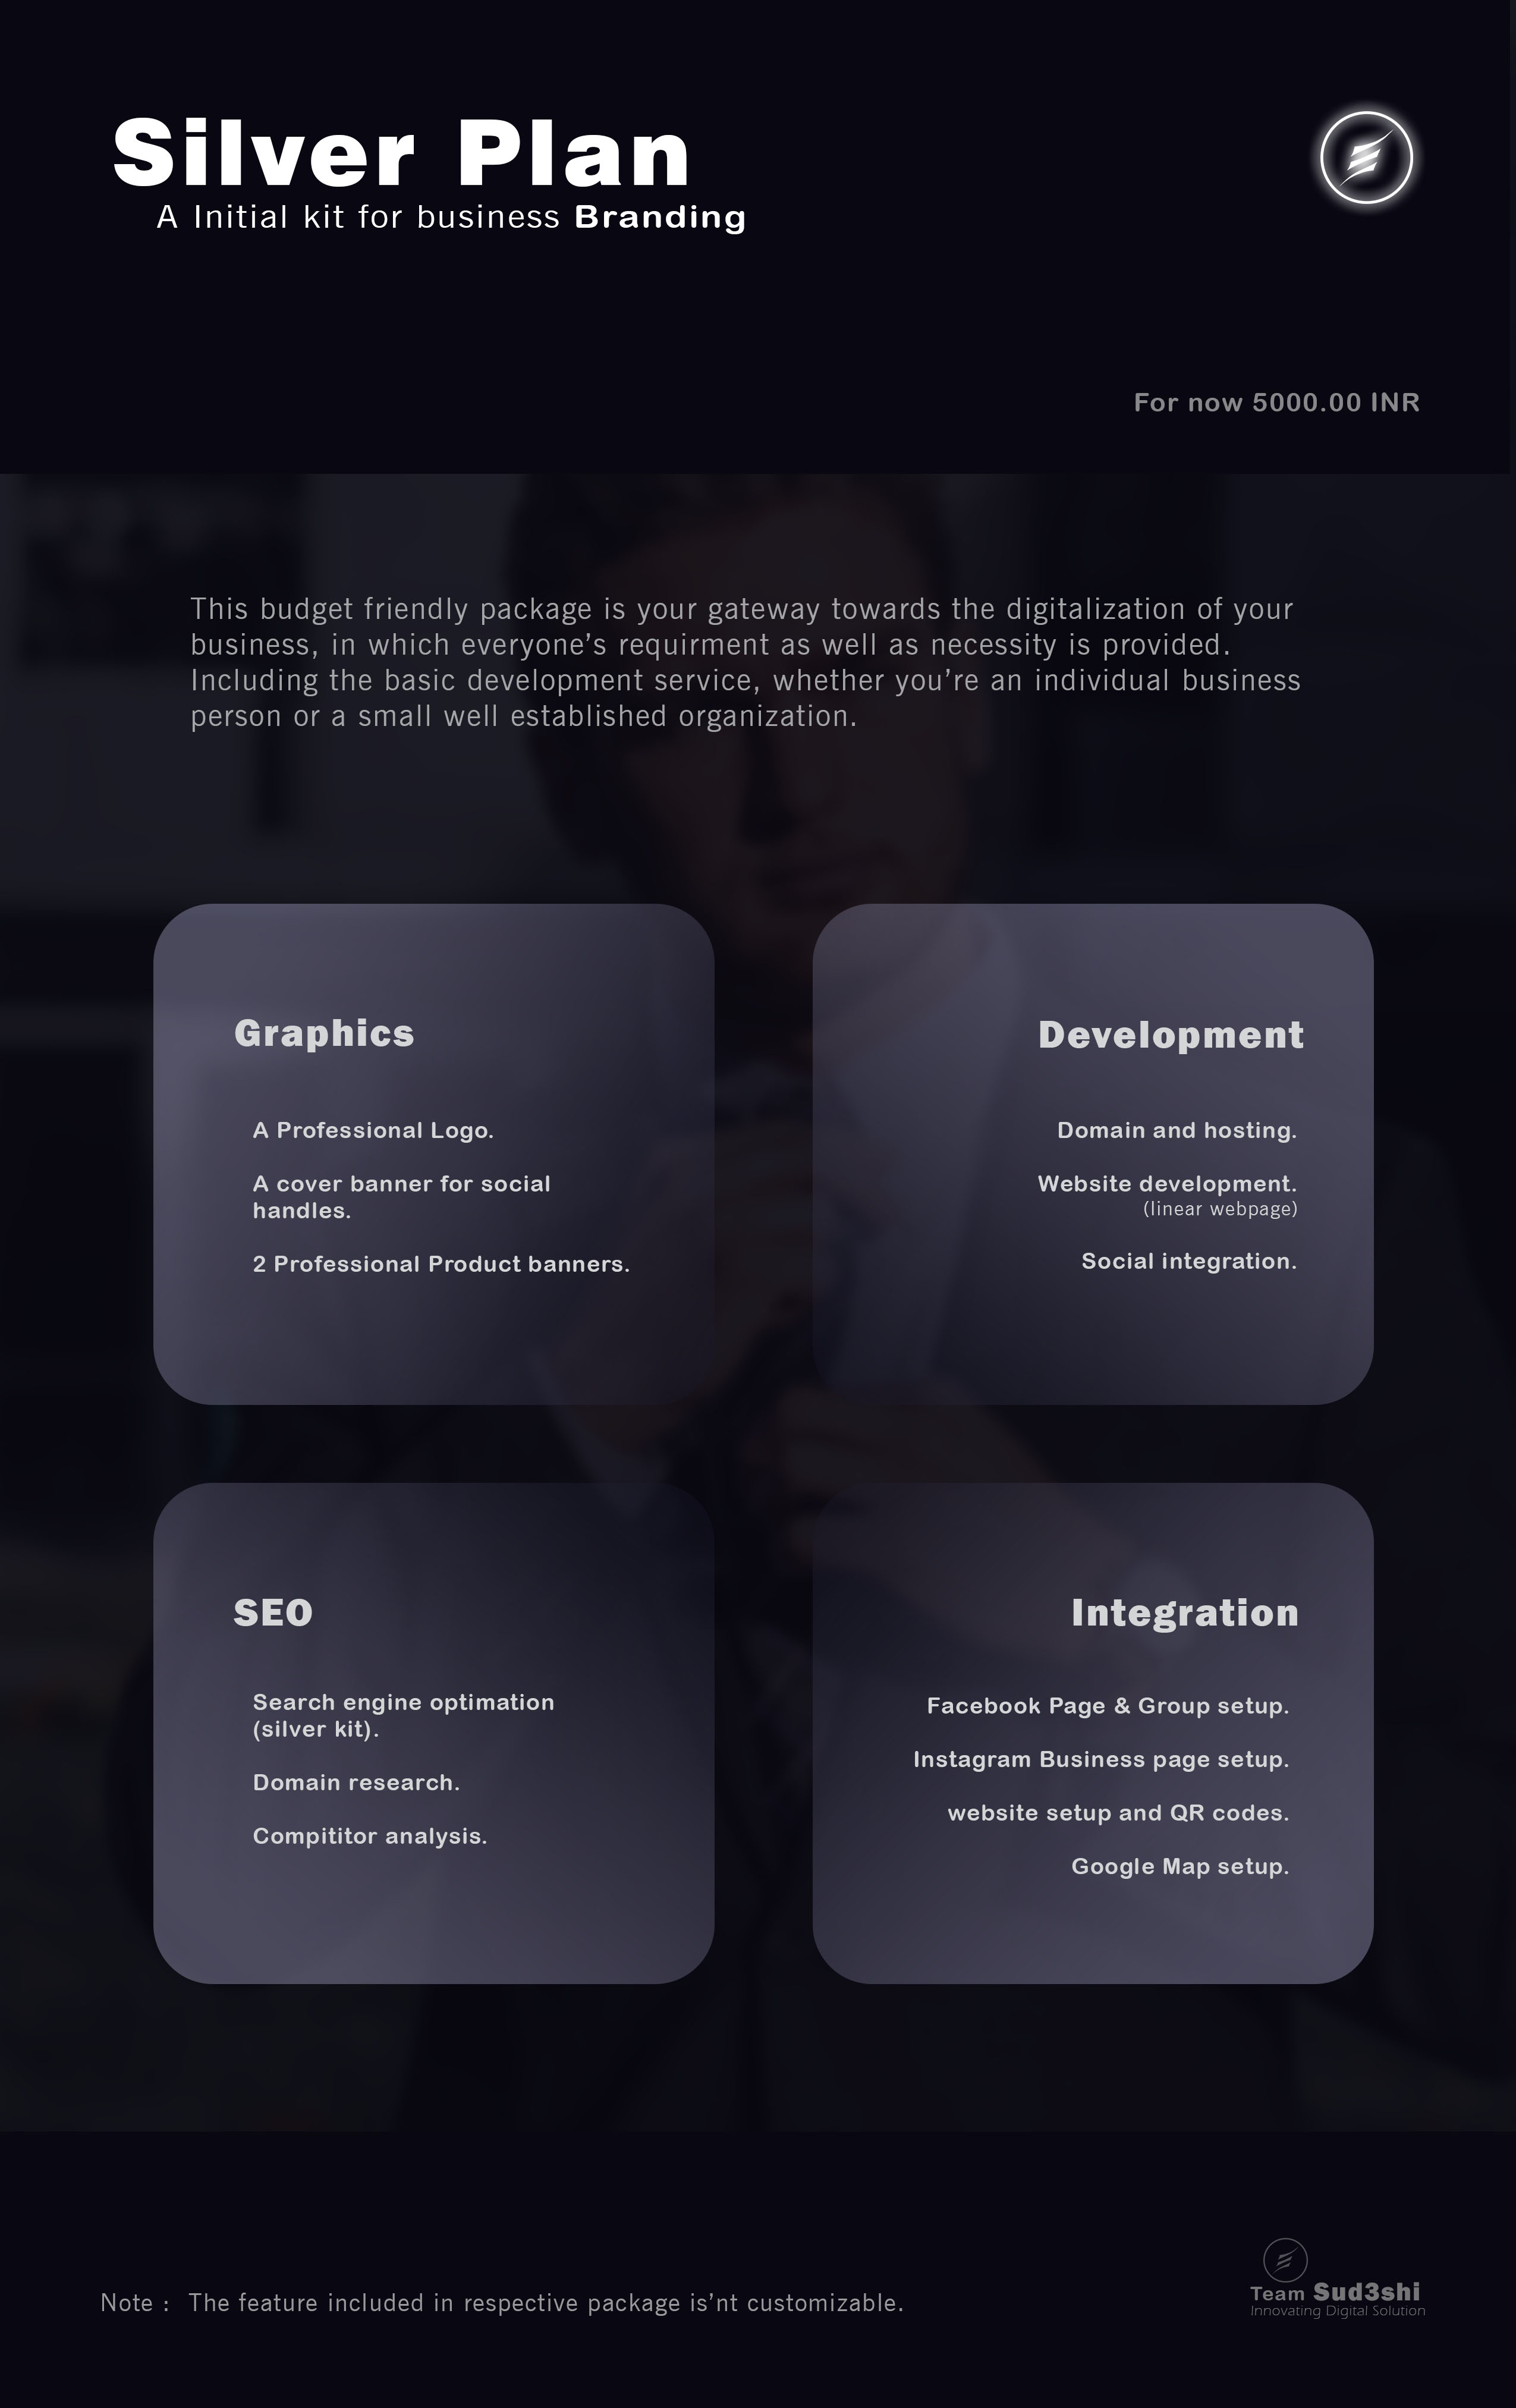 Silver Plan
A Initial kit for business Branding
For now 5000.00 INR
This budget friendly package is your gateway towards the digitalization of your
business, in which everyone’s requirment as well as necessity is provided.
Including the basic development service, whether you’re an individual business
person or a small well established organization.
Graphics
A Professional Logo.
A cover banner for social
handles.
2 Professional Product banners.
Development
Domain and hosting.
Website development.
(linear webpage)
Social integration.
SEO
Search engine optimation
(silver kit).
Domain research.
Compititor analysis.
Integration
Facebook Page & Group setup.
Instagram Business page setup.
website setup and QR codes.
Google Map setup.
Note : The feature included in respective package is’nt customizable.
Team Sud3shi
Innovating Digital Solution